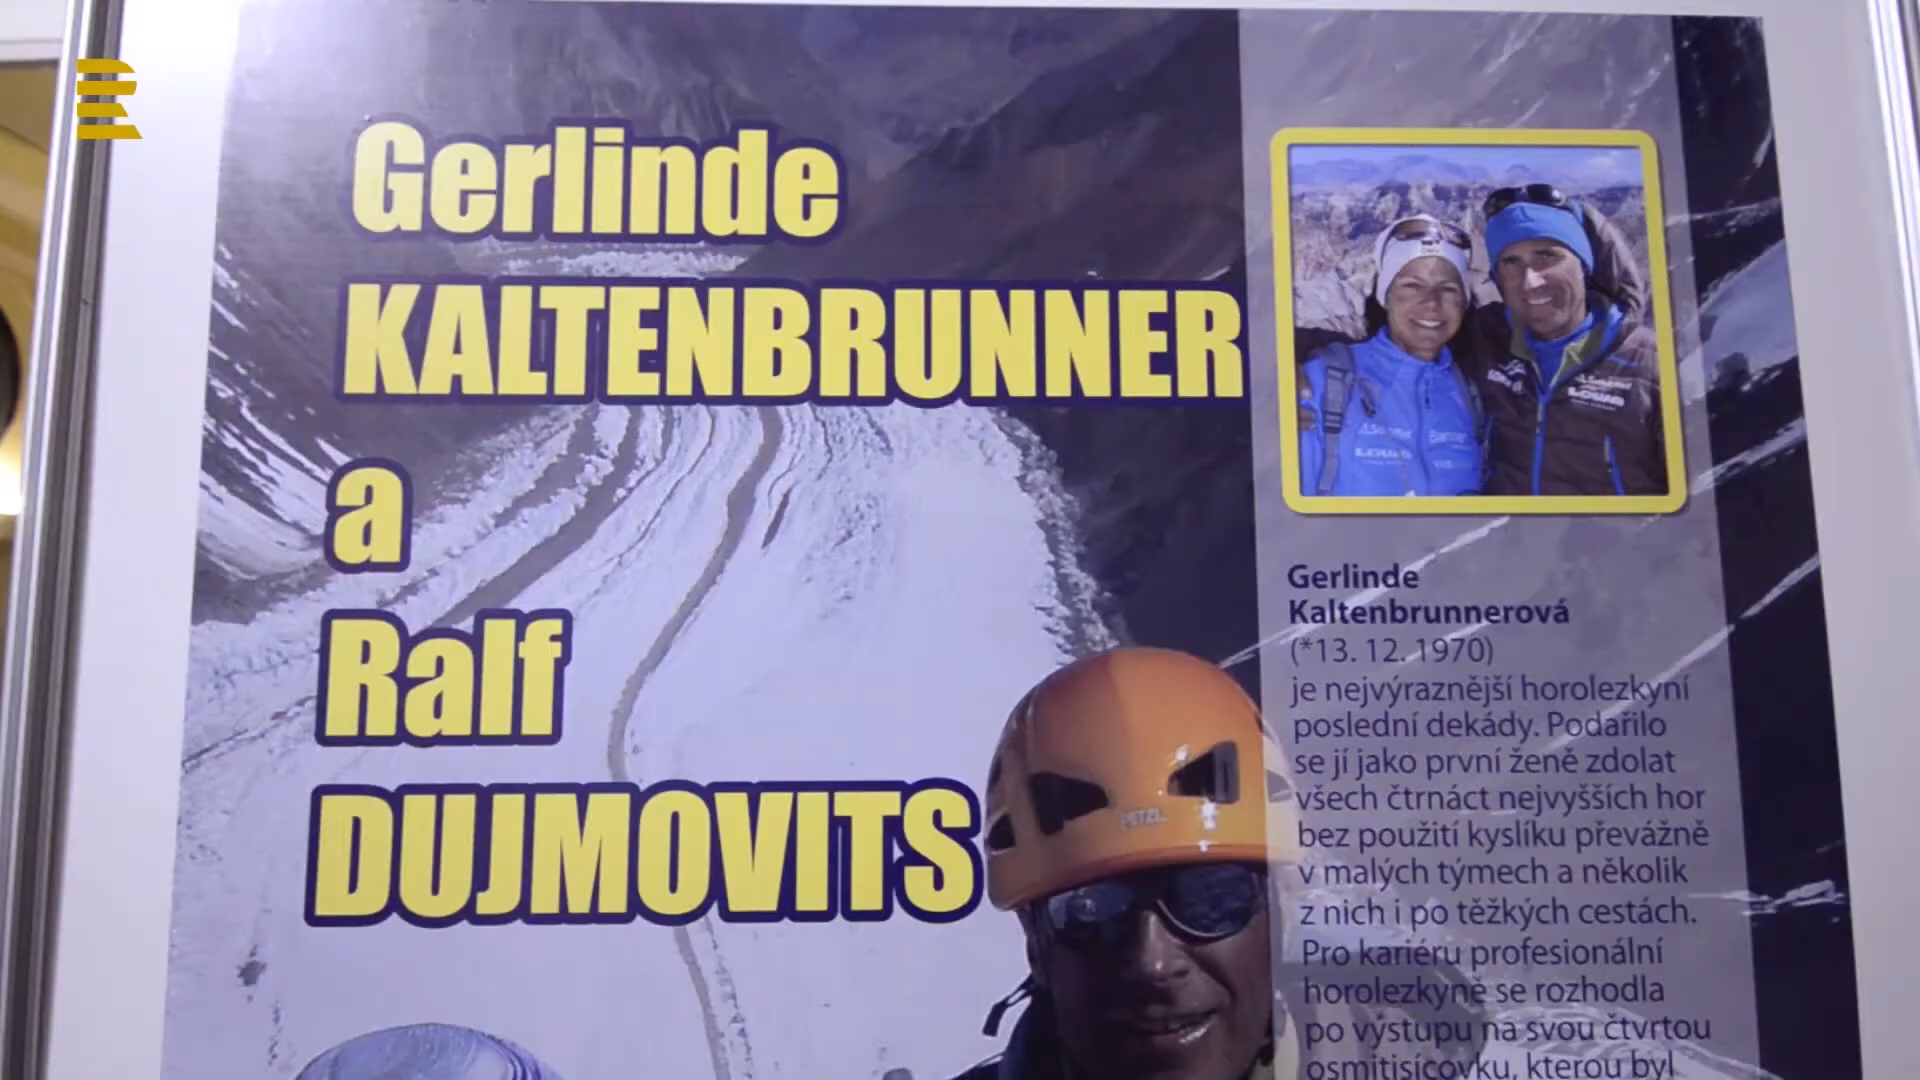 Gerlinde
KALTENBRUNNER
a
Ralf
DUJMOVITS
PETZL
Gerlinde
Kaltenbrunnerová
(*13. 12. 1970)
je nejvýraznější horolezkyní
poslední dekády. Podařilo
se jí jako první ženě zdolat
všech čtrnáct nejvyšších hor
bez použití kyslíku převážně
v malých týmech a několik
z nich i po těžkých cestách.
Pro kariéru profesionální
horolezkyně se rozhodla
po výstupu na svou čtvrtou
osmitisícovku, kterou byl